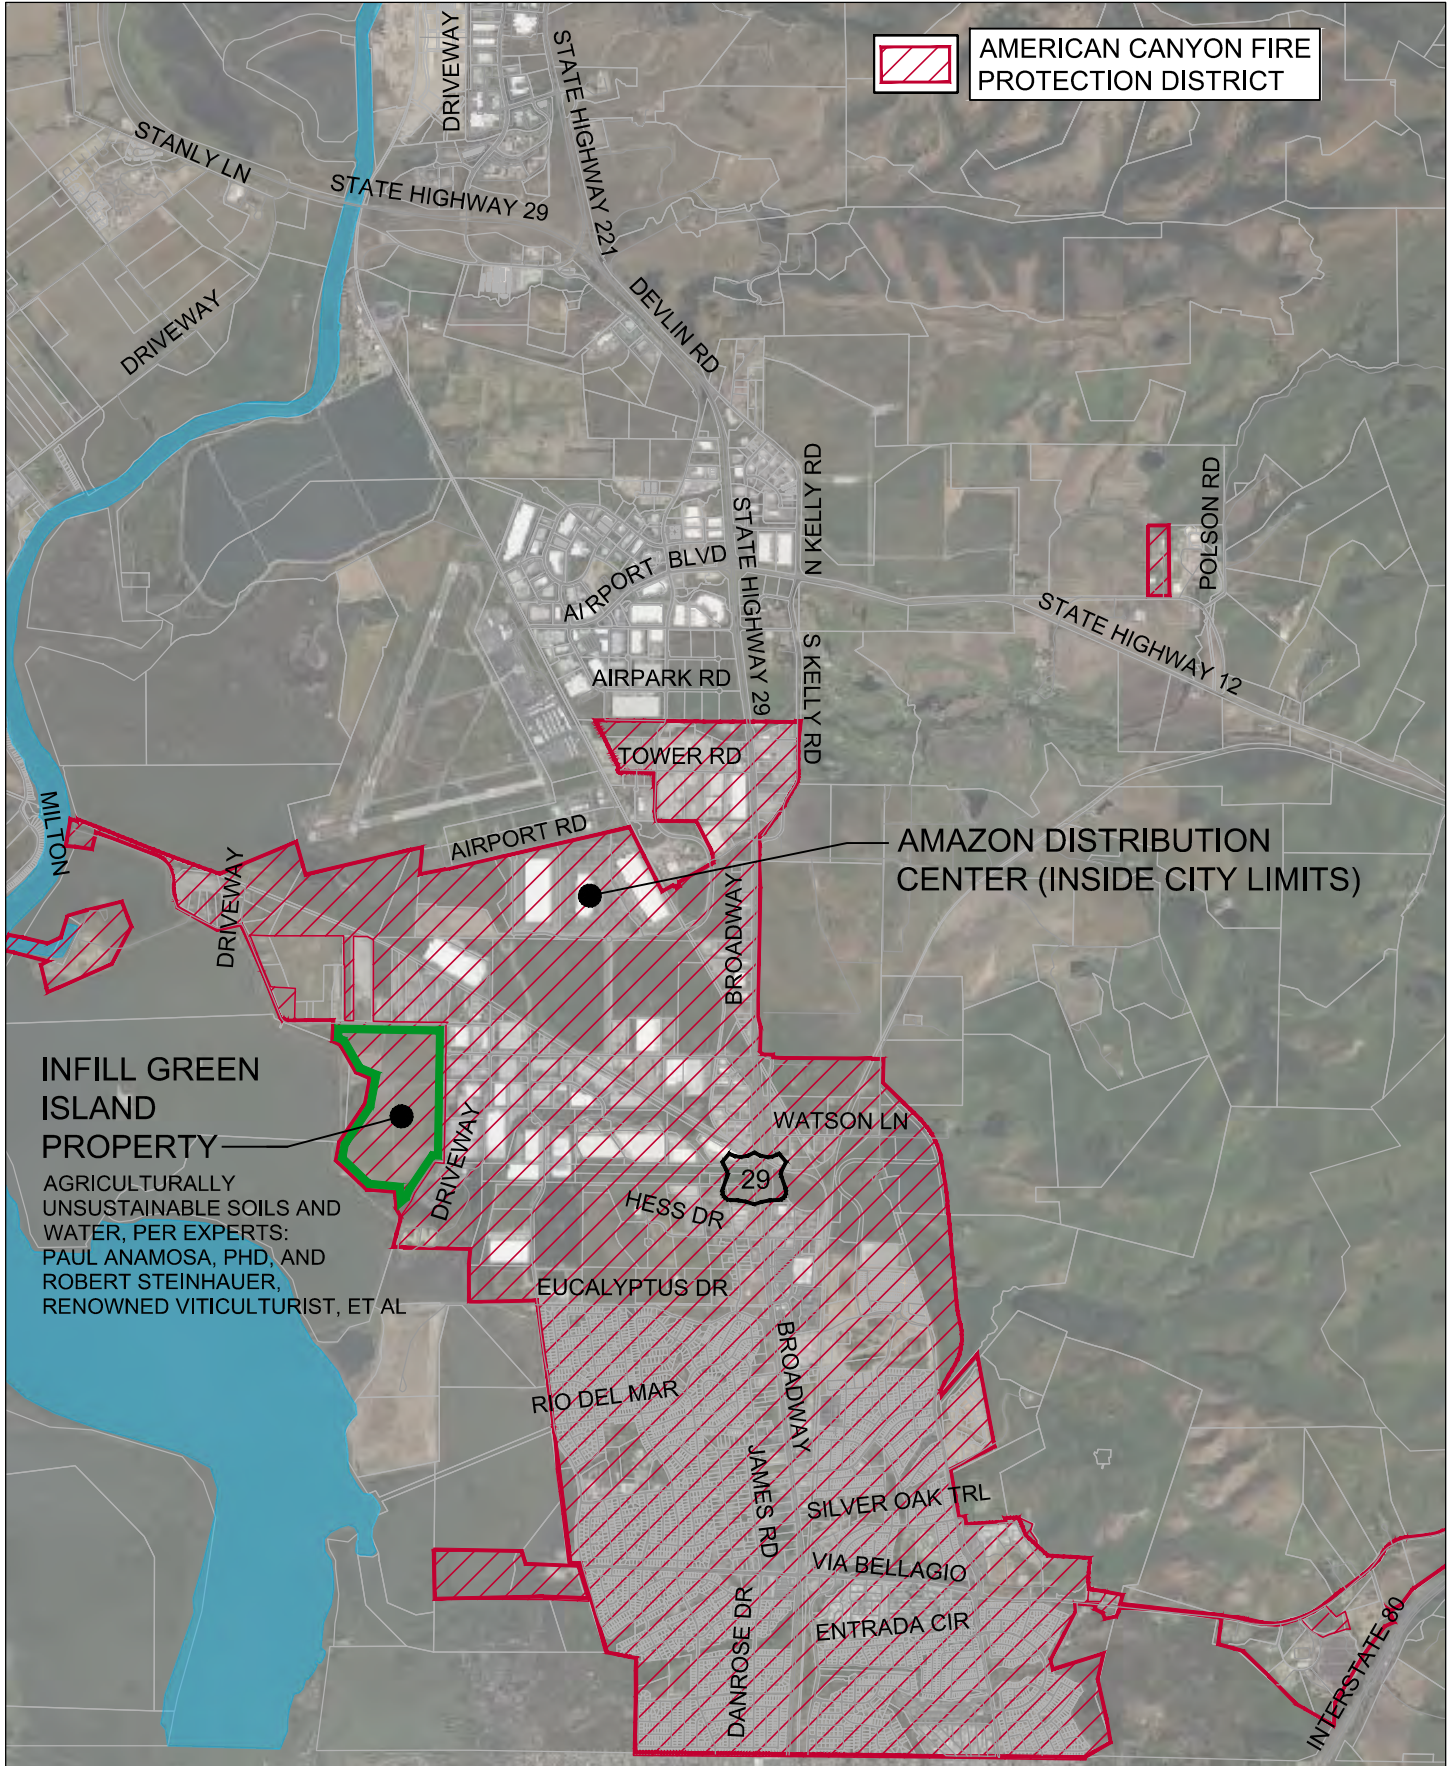 AMERICAN CANYON FIRE
PROTECTION DISTRICT
DRIVEWAY
STATE HIGHWAY 221
STANLY LN
STATE HIGHWAY 29
DRIVEWAY
DEVLIN RD
N KELLY RD
POLSON RD
STATE HIGHWAY 29
AIRPORT BLVD
STATE HIGHWAY 12
S KELLY RD
AIRPARK RD
TOWER RD
MILTON
AIRPORT RD
AMAZON DISTRIBUTION
CENTER (INSIDE CITY LIMITS)
DRIVEWAY
BROADWAY
INFILL GREEN
ISLAND
PROPERTY
AGRICULTURALLY
UNSUSTAINABLE SOILS AND
WATER, PER EXPERTS:
PAUL ANAMOSA, PHD, AND
ROBERT STEINHAUER,
RENOWNED VITICULTURIST, ET AL
DRIVEWAY
WATSON LN
29
HESS DR
EUCALYPTUS DR
BROADWAY
RIO DEL MAR
JAMES RD
SILVER OAK TRL
VIA BELLAGIO
DANROSE DR
ENTRADA CIR
INTERSTATE 80